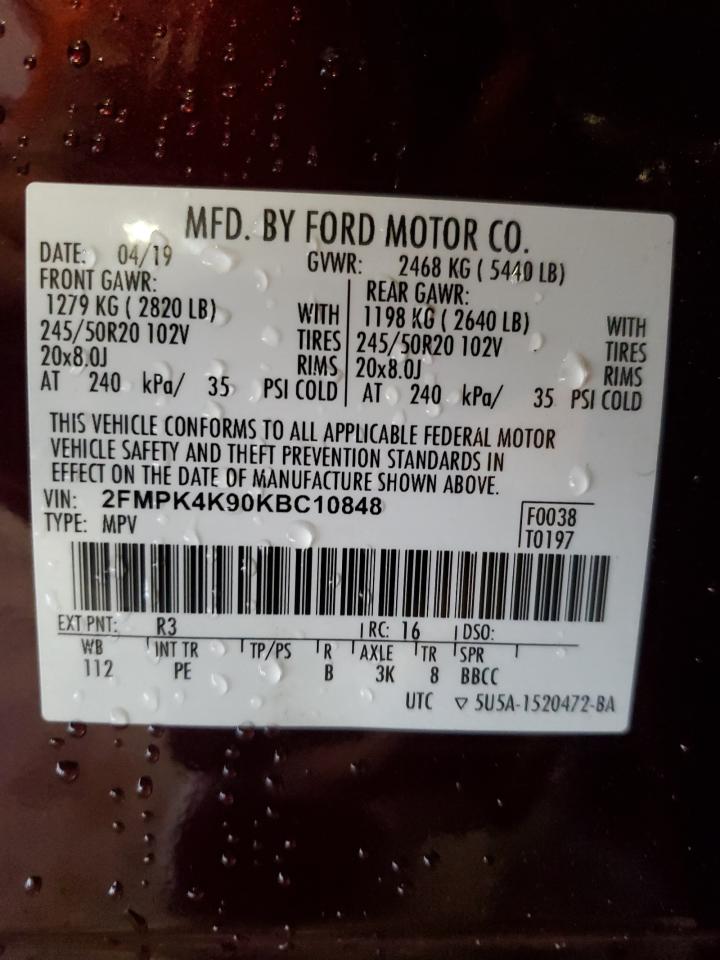 MFD. BY FORD MOTOR CO.
DATE: 04/19 GVWR: 2468 KG ( 5440 LB)
FRONT GAWR: REAR GAWR:
1279 KG ( 2820 LB) WITH 1198 KG ( 2640 LB) WITH
245/50R20 102V TIRES 245/50R20 102V TIRES
20x8.0J RIMS 20x8.0J RIMS
AT 240 kPa/ 35 PSI COLD AT 240 kPa/ 35 PSI COLD
THIS VEHICLE CONFORMS TO ALL APPLICABLE FEDERAL MOTOR
VEHICLE SAFETY AND THEFT PREVENTION STANDARDS IN
EFFECT ON THE DATE OF MANUFACTURE SHOWN ABOVE.
VIN: 2FMPK4K90KBC10848 F0038
TYPE: MPV T0197
EXT PNT: R3 RC: 16 DSO:
WB INT TR TP/PS R AXLE TR SPR
112 PE B 3K 8 BBCC
UTC ▽ 5U5A-1520472-BA